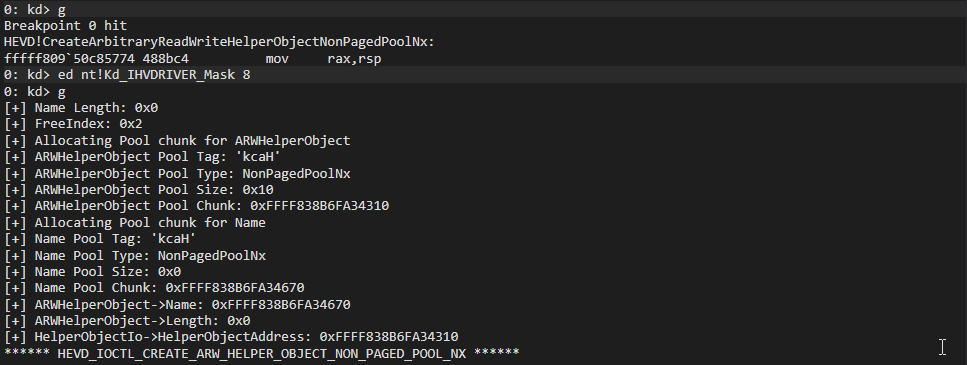 0: kd> g
Breakpoint 0 hit
HEVD!CreateArbitraryReadWriteHelperObjectNonPagedPoolNx:
fffff809`50c85774 488bc4          mov     rax,rsp
0: kd> ed nt!Kd_IHVDRIVER_Mask 8
0: kd> g
[+] Name Length: 0x0
[+] FreeIndex: 0x2
[+] Allocating Pool chunk for ARWHelperObject
[+] ARWHelperObject Pool Tag: 'kcaH'
[+] ARWHelperObject Pool Type: NonPagedPoolNx
[+] ARWHelperObject Pool Size: 0x10
[+] ARWHelperObject Pool Chunk: 0xFFFF838B6FA34310
[+] Allocating Pool chunk for Name
[+] Name Pool Tag: 'kcaH'
[+] Name Pool Type: NonPagedPoolNx
[+] Name Pool Size: 0x0
[+] Name Pool Chunk: 0xFFFF838B6FA34670
[+] ARWHelperObject->Name: 0xFFFF838B6FA34670
[+] ARWHelperObject->Length: 0x0
[+] HelperObjectIo->HelperObjectAddress: 0xFFFF838B6FA34310
****** HEVD_IOCTL_CREATE_ARW_HELPER_OBJECT_NON_PAGED_POOL_NX ******